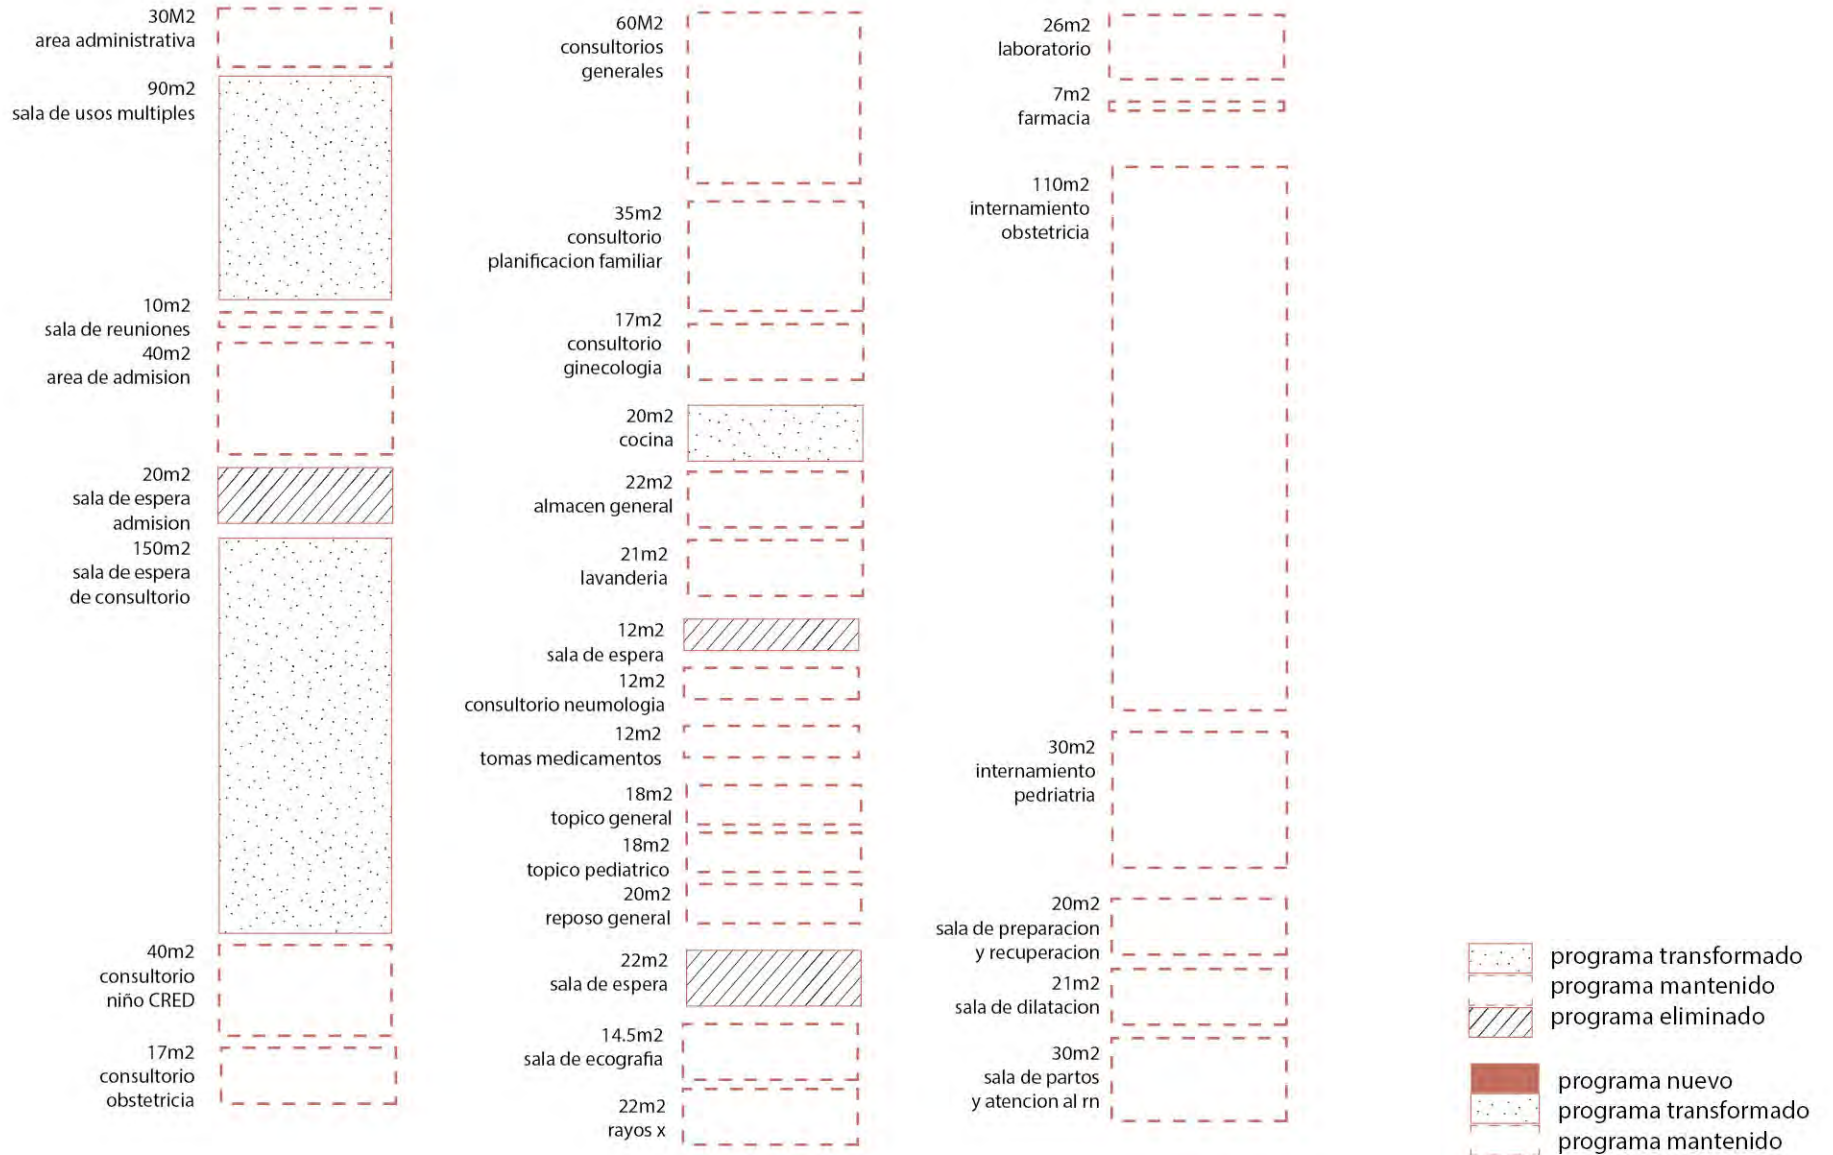 30M2
area administrativa
90m2
sala de usos multiples
10m2
sala de reuniones
40m2
area de admision
20m2
sala de espera
admision
150m2
sala de espera
de consultorio
40m2
consultorio
niño CRED
17m2
consultorio
obstetricia
60M2
consultorios
generales
35m2
consultorio
planificacion familiar
17m2
consultorio
ginecologia
20m2
cocina
22m2
almacen general
21m2
lavanderia
12m2
sala de espera
12m2
consultorio neumologia
12m2
tomas medicamentos
18m2
topico general
18m2
topico pediatrico
20m2
reposo general
22m2
sala de espera
14.5m2
sala de ecografia
22m2
rayos x
26m2
laboratorio
7m2
farmacia
110m2
internamiento
obstetricia
30m2
internamiento
pedriatria
20m2
sala de preparacion
y recuperacion
21m2
sala de dilatacion
30m2
sala de partos
y atencion al rn
programa transformado
programa mantenido
programa eliminado
programa nuevo
programa transformado
programa mantenido